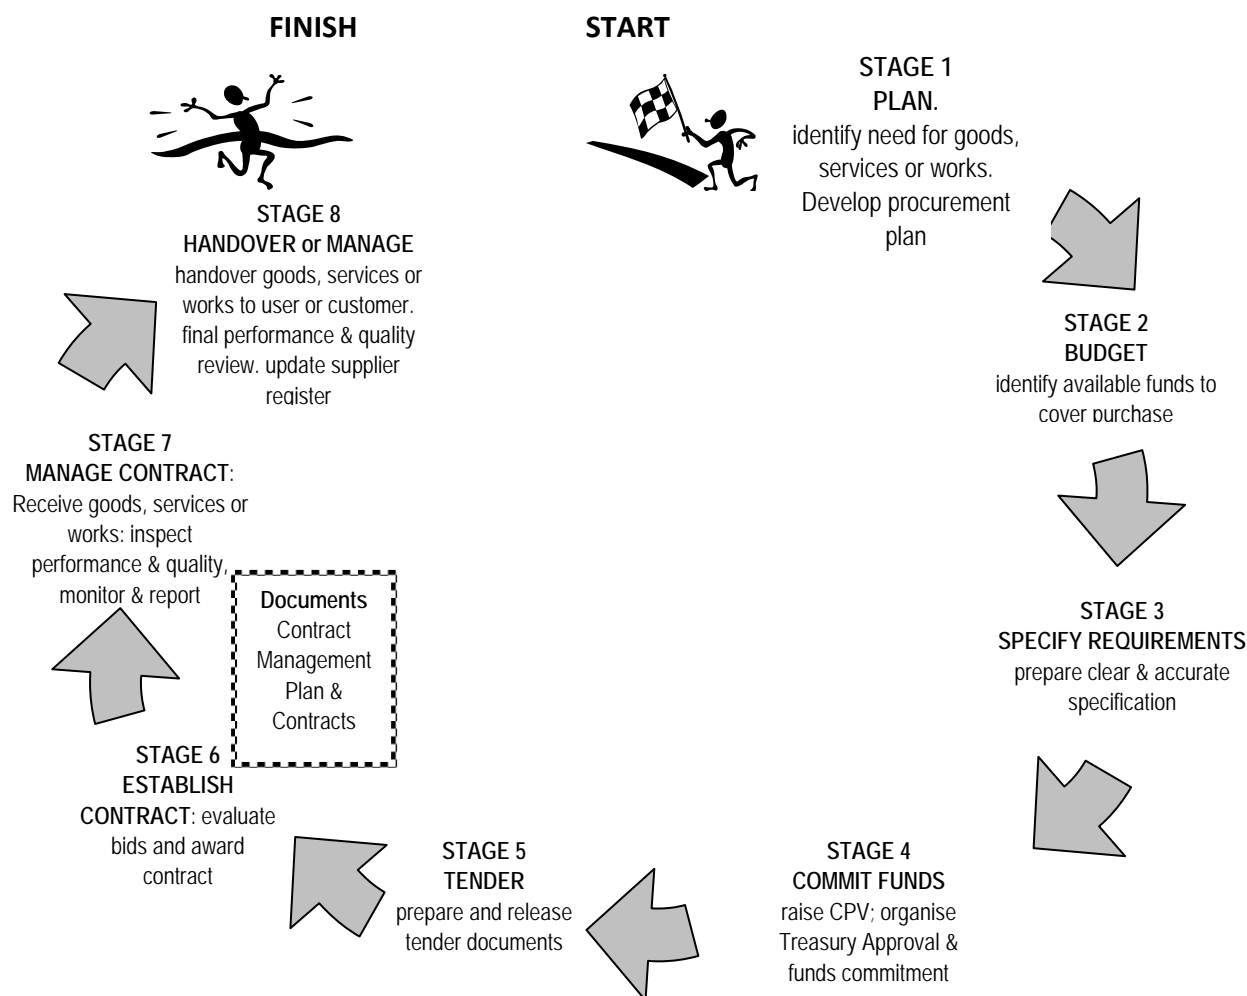 FINISH
START
STAGE 1
PLAN.
identify need for goods,
services or works.
Develop procurement
plan
STAGE 2
BUDGET
identify available funds to
cover purchase
STAGE 3
SPECIFY REQUIREMENTS
prepare clear & accurate
specification
STAGE 4
COMMIT FUNDS
raise CPV; organise
Treasury Approval &
funds commitment
STAGE 5
TENDER
prepare and release
tender documents
STAGE 6
ESTABLISH
CONTRACT: evaluate
bids and award
contract
Documents
Contract
Management
Plan &
Contracts
STAGE 7
MANAGE CONTRACT:
Receive goods, services or
works: inspect
performance & quality,
monitor & report
STAGE 8
HANDOVER or MANAGE
handover goods, services or
works to user or customer.
final performance & quality
review. update supplier
register